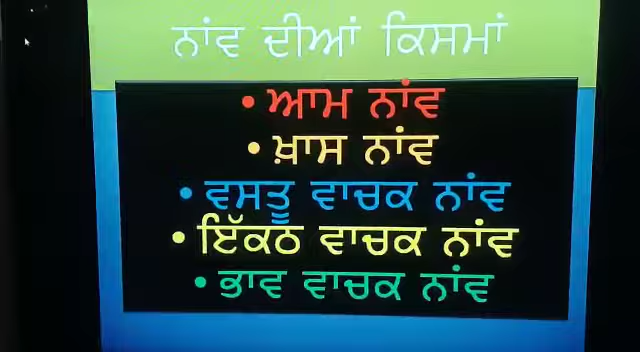 ਨਾਂਵ ਦੀਆਂ ਕਿਸਮਾਂ
• ਆਮ ਨਾਂਵ
• ਖ਼ਾਸ ਨਾਂਵ
• ਵਸਤੂ ਵਾਚਕ ਨਾਂਵ
• ਇੱਕਠ ਵਾਚਕ ਨਾਂਵ
• ਭਾਵ ਵਾਚਕ ਨਾਂਵ